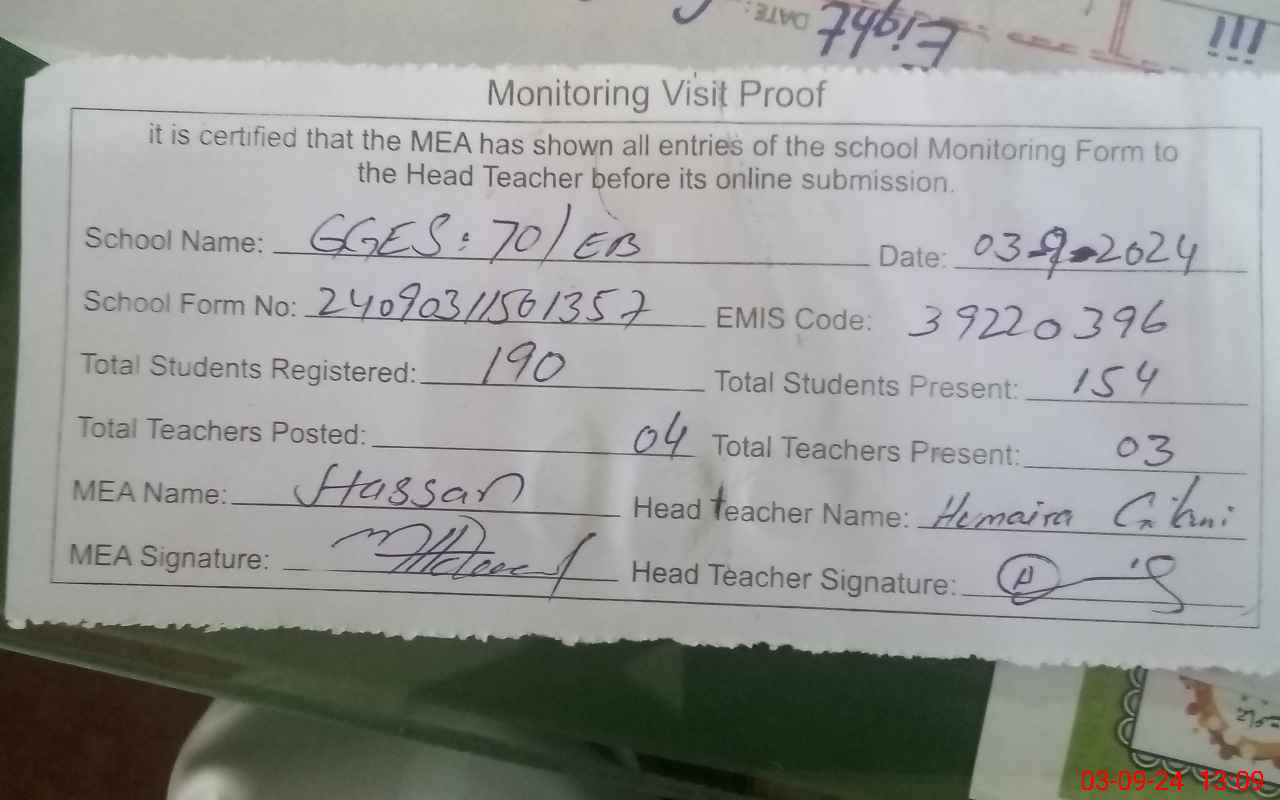 DATE:
Eight
!!!
Monitoring Visit Proof
it is certified that the MEA has shown all entries of the school Monitoring Form to
the Head Teacher before its online submission.
School Name: GGES: 70/EB Date: 03-9-2024
School Form No: 24090311561357 EMIS Code: 39220396
Total Students Registered: 190 Total Students Present: 154
Total Teachers Posted: 04 Total Teachers Present: 03
MEA Name: Hassan Head teacher Name: Hemaira
MEA Signature: Head Teacher Signature:
03-09-24 13:09